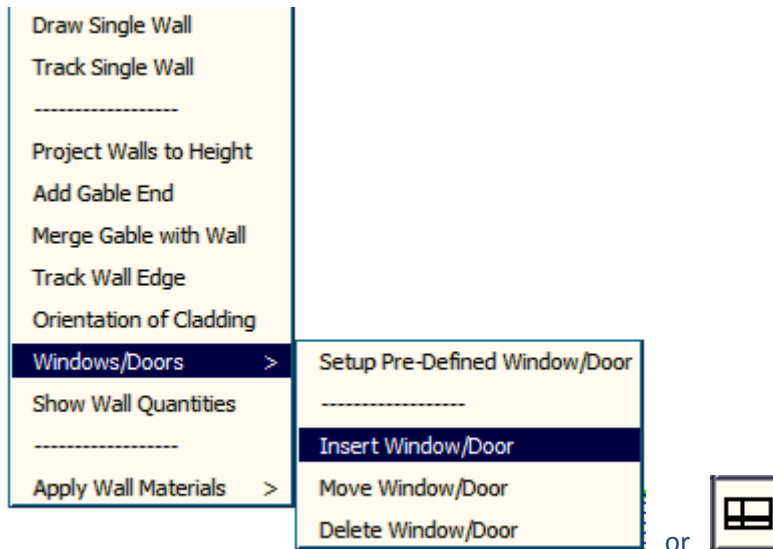 Draw Single Wall
Track Single Wall
------------------
Project Walls to Height
Add Gable End
Merge Gable with Wall
Track Wall Edge
Orientation of Cladding
Windows/Doors >
Show Wall Quantities
------------------
Apply Wall Materials >
Setup Pre-Defined Window/Door
------------------
Insert Window/Door
Move Window/Door
Delete Window/Door
or